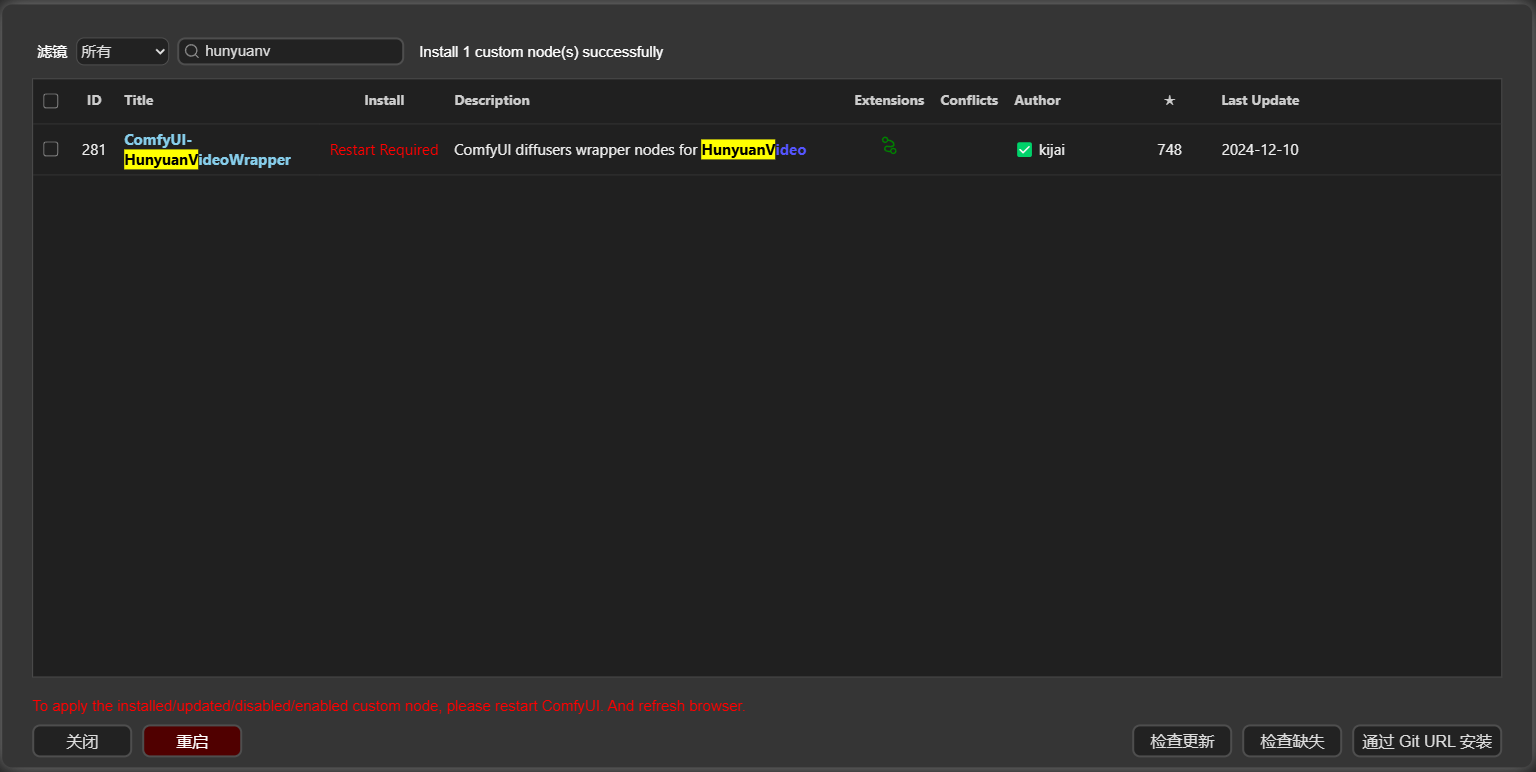 滤镜 所有 hunyuanv Install 1 custom node(s) successfully
ID Title Install Description Extensions Conflicts Author ★ Last Update
ComfyUI-
281 HunyuanVideoWrapper Restart Required ComfyUI diffusers wrapper nodes for HunyuanVideo kijai 748 2024-12-10
To apply the installed/updated/disabled/enabled custom node, please restart ComfyUI. And refresh browser.
关闭 重启 检查更新 检查缺失 通过 Git URL 安装